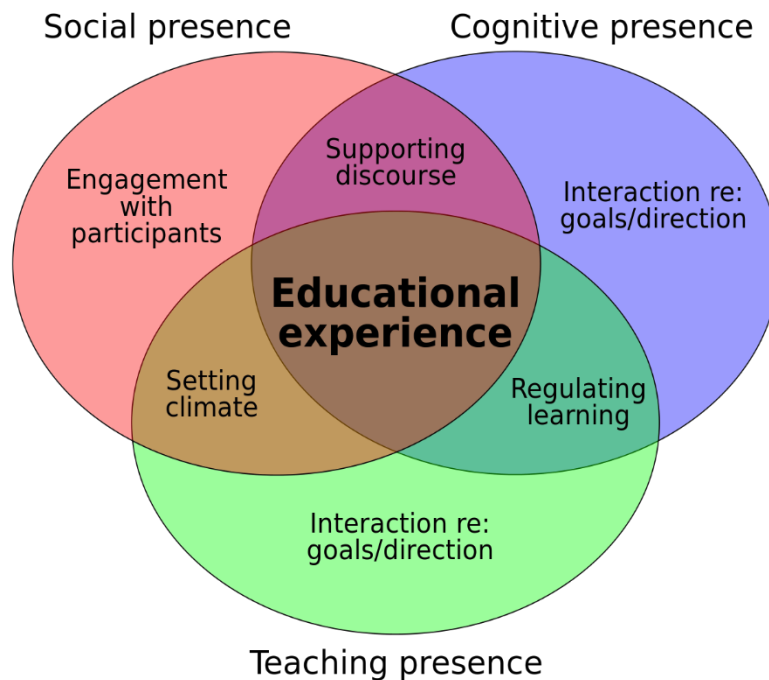 Social presence
Cognitive presence
Supporting
discourse
Engagement
with
participants
Interaction re:
goals/direction
Educational
experience
Setting
climate
Regulating
learning
Interaction re:
goals/direction
Teaching presence